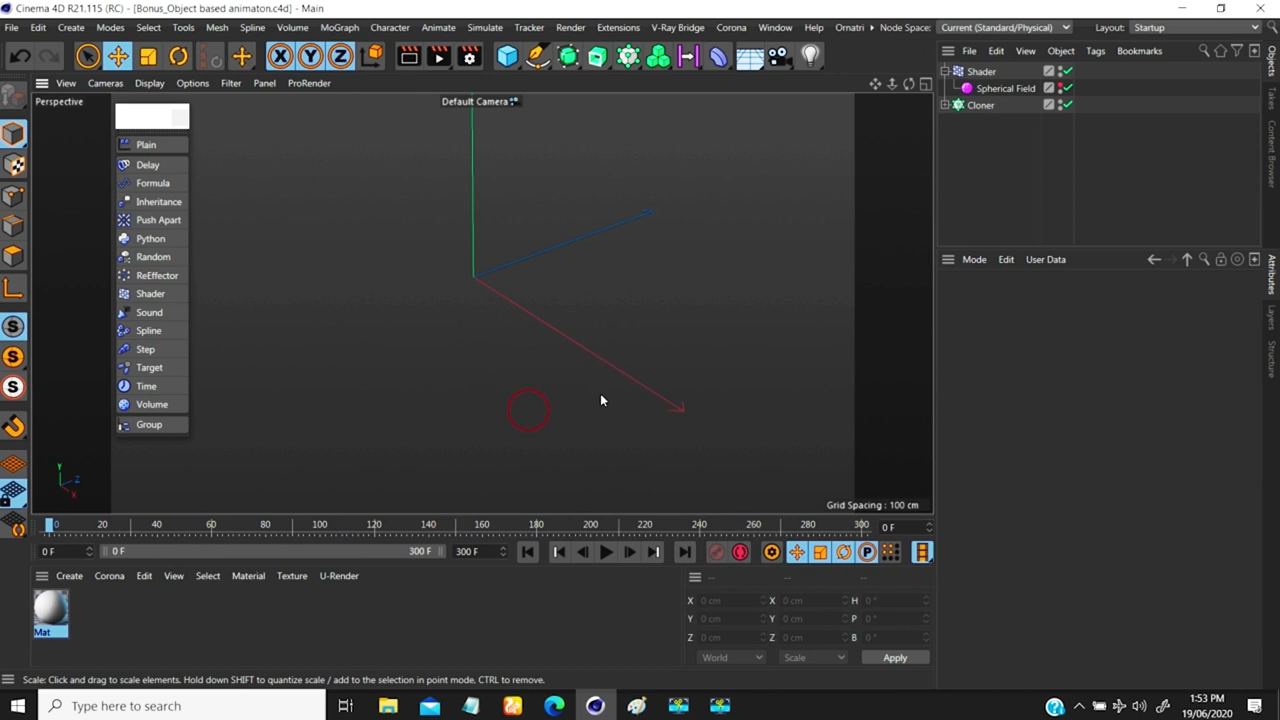 Cinema 4D R21.115 (RC) - [Bonus_Object based animaton.c4d] - Main
File Edit Create Modes Select Tools Mesh Spline Volume MoGraph Character Animate Simulate Tracker Render Extensions V-Ray Bridge Corona Window Help Ornatri Node Space: Current (Standard/Physical) Layout: Startup
X Y Z
File Edit View Object Tags Bookmarks
View Cameras Display Options Filter Panel ProRender
Perspective
Default Camera
Shader
Spherical Field
Cloner
Plain
Delay
Formula
Inheritance
Push Apart
Python
Random
ReEffector
Shader
Sound
Spline
Step
Target
Time
Volume
Group
Mode Edit User Data
Objects
Takes
Content Browser
Attributes
Layers
Structure
S
S
S
Y
Z
X
Grid Spacing : 100 cm
0 20 40 60 80 100 120 140 160 180 200 220 240 260 280 300 0 F
0 F 0 F 300 F 300 F P
Create Corona Edit View Select Material Texture U-Render
-- -- --
Mat
X 0 cm X 0 cm H 0 °
Y 0 cm Y 0 cm P 0 °
Z 0 cm Z 0 cm B 0 °
World Scale Apply
Scale: Click and drag to scale elements. Hold down SHIFT to quantize scale / add to the selection in point mode, CTRL to remove.
Type here to search
1:53 PM
19/06/2020